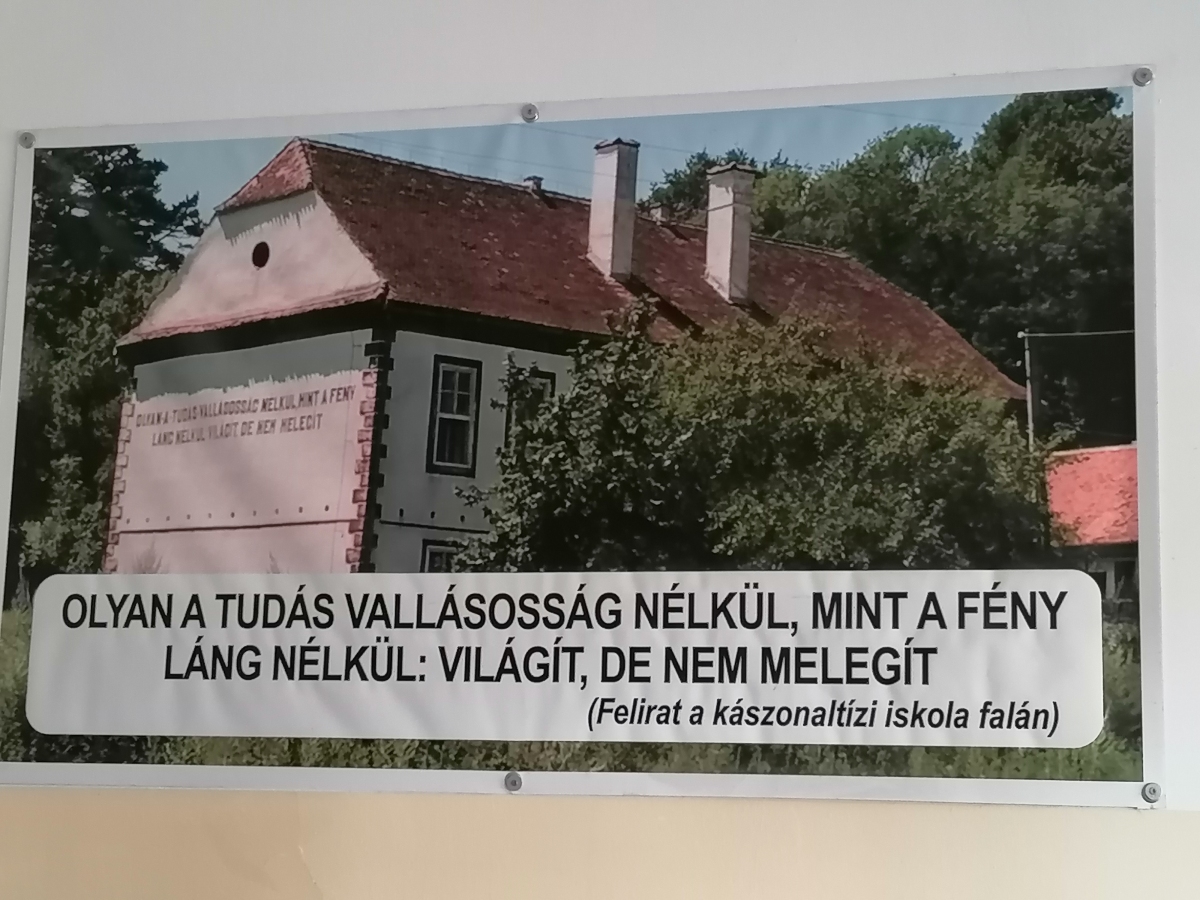 OLYAN A TUDÁS VALLÁSOSSÁG NÉLKÜL, MINT A FÉNY
LÁNG NÉLKÜL VILÁGÍT, DE NEM MELEGÍT
OLYAN A TUDÁS VALLÁSOSSÁG NÉLKÜL, MINT A FÉNY
LÁNG NÉLKÜL: VILÁGÍT, DE NEM MELEGÍT
(Felirat a kászonaltízi iskola falán)